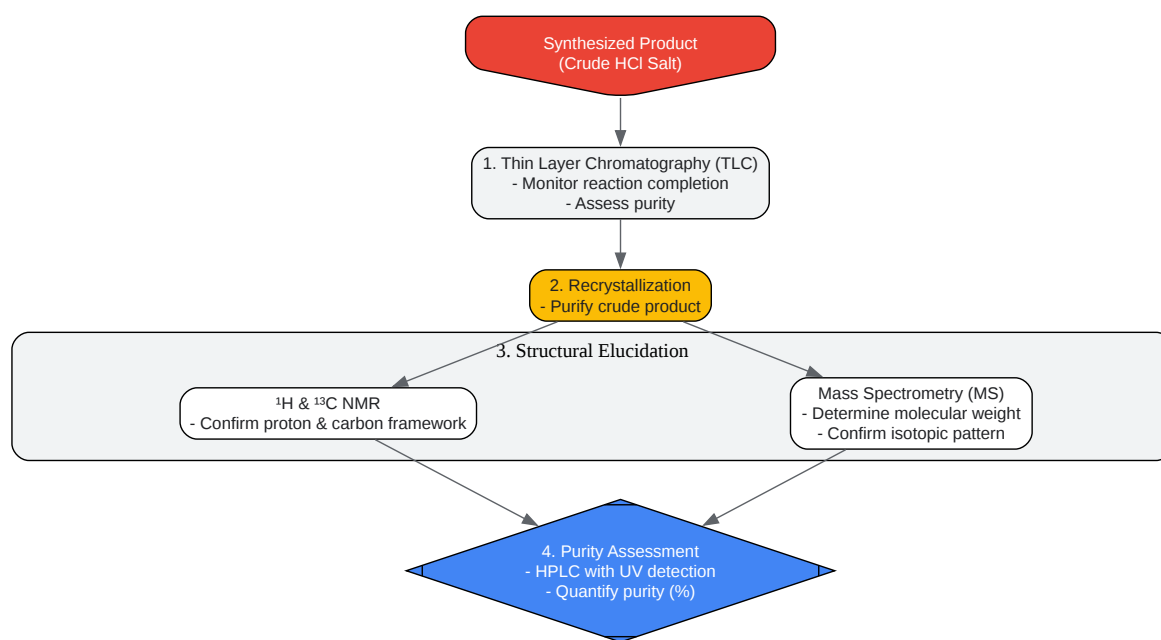 Synthesized Product
(Crude HCl Salt)
1. Thin Layer Chromatography (TLC)
- Monitor reaction completion
- Assess purity
2. Recrystallization
- Purify crude product
3. Structural Elucidation
¹H & ¹³C NMR
- Confirm proton & carbon framework
Mass Spectrometry (MS)
- Determine molecular weight
- Confirm isotopic pattern
4. Purity Assessment
- HPLC with UV detection
- Quantify purity (%)